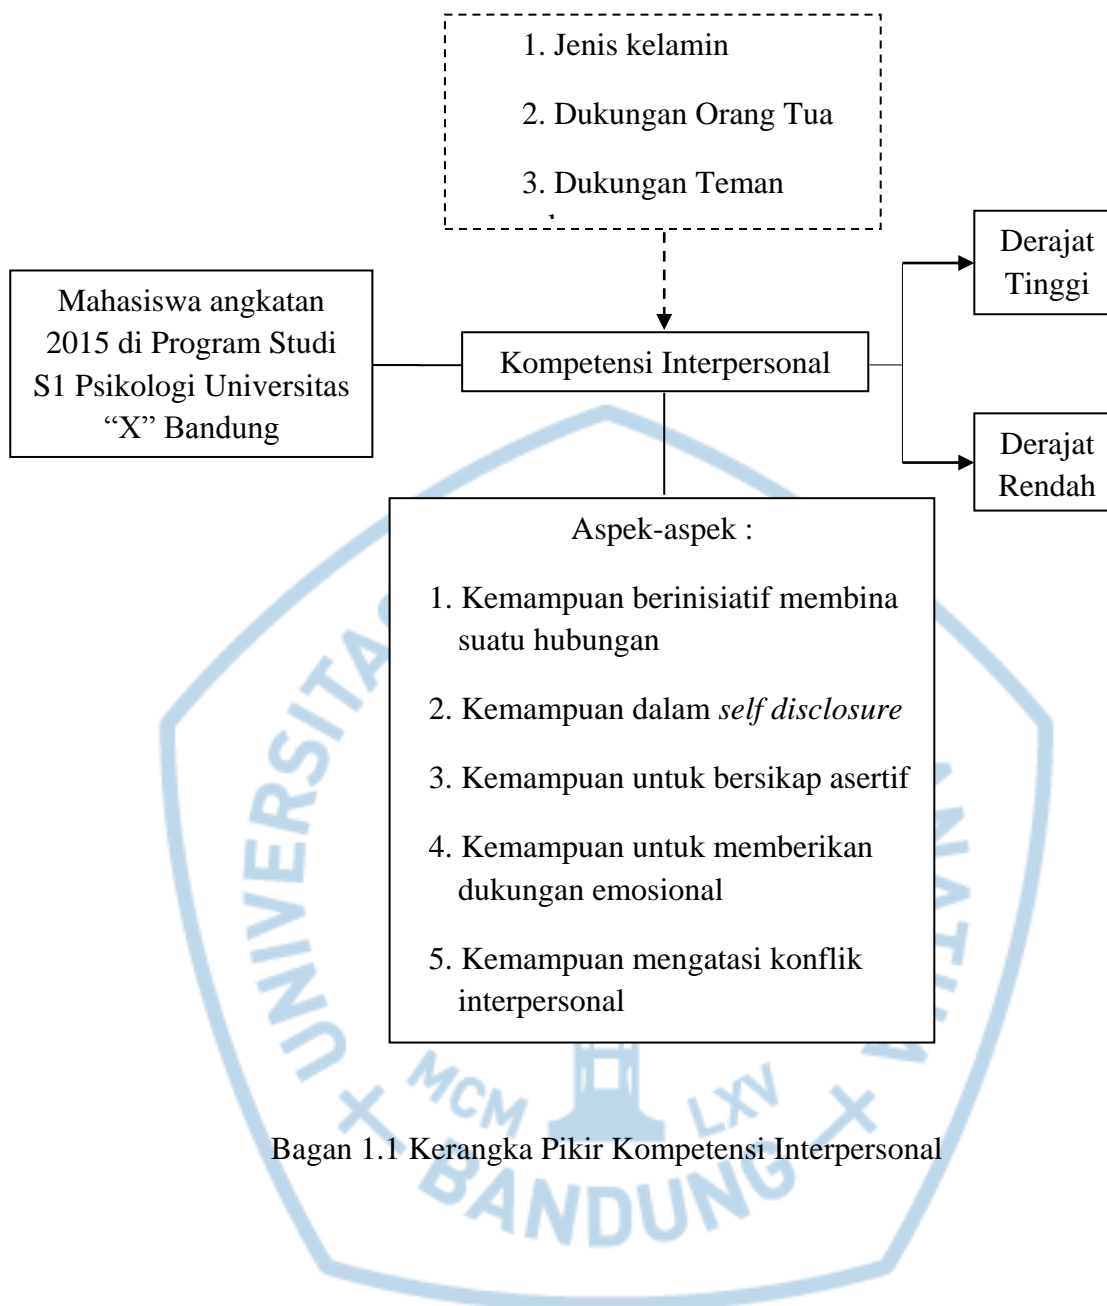 1. Jenis kelamin
2. Dukungan Orang Tua
3. Dukungan Teman
Derajat
Tinggi
Mahasiswa angkatan
2015 di Program Studi
S1 Psikologi Universitas
“X” Bandung
Kompetensi Interpersonal
Derajat
Rendah
Aspek-aspek :
1. Kemampuan berinisiatif membina
suatu hubungan
2. Kemampuan dalam self disclosure
3. Kemampuan untuk bersikap asertif
4. Kemampuan untuk memberikan
dukungan emosional
5. Kemampuan mengatasi konflik
interpersonal
MCM LXV
Bagan 1.1 Kerangka Pikir Kompetensi Interpersonal
BANDUNG